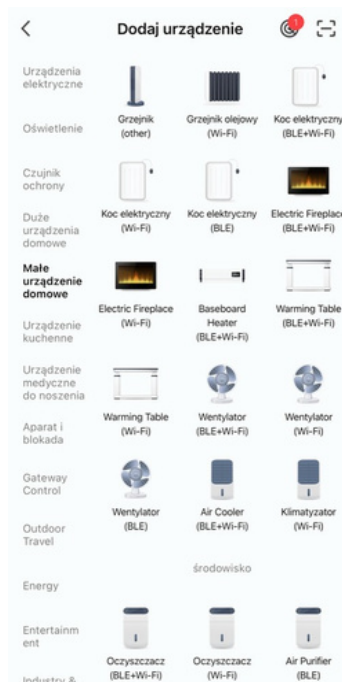 Dodaj urządzenie
1
Urządzenia
elektryczne
Oświetlenie
Czujnik
ochrony
Duże
urządzenia
domowe
Małe
urządzenie
domowe
Urządzenie
kuchenne
Urządzenie
medyczne
do noszenia
Aparat i
blokada
Gateway
Control
Outdoor
Travel
Energy
Entertainm
ent
Industry &
Grzejnik
(other)
Grzejnik olejowy
(Wi-Fi)
Koc elektryczny
(BLE+Wi-Fi)
Koc elektryczny
(Wi-Fi)
Koc elektryczny
(BLE)
Electric Fireplace
(BLE+Wi-Fi)
Electric Fireplace
(Wi-Fi)
Baseboard
Heater
(BLE+Wi-Fi)
Warming Table
(BLE+Wi-Fi)
Warming Table
(Wi-Fi)
Wentylator
(BLE+Wi-Fi)
Wentylator
(Wi-Fi)
Wentylator
(BLE)
Air Cooler
(BLE+Wi-Fi)
Klimatyzator
(Wi-Fi)
środowisko
Oczyszczacz
(BLE+Wi-Fi)
Oczyszczacz
(Wi-Fi)
Air Purifier
(BLE)